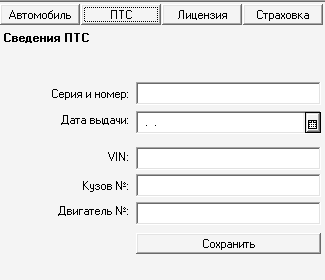 Автомобиль ПТС Лицензия Страховка
Сведения ПТС
Серия и номер:
Дата выдачи: . .
VIN:
Кузов №:
Двигатель №:
Сохранить